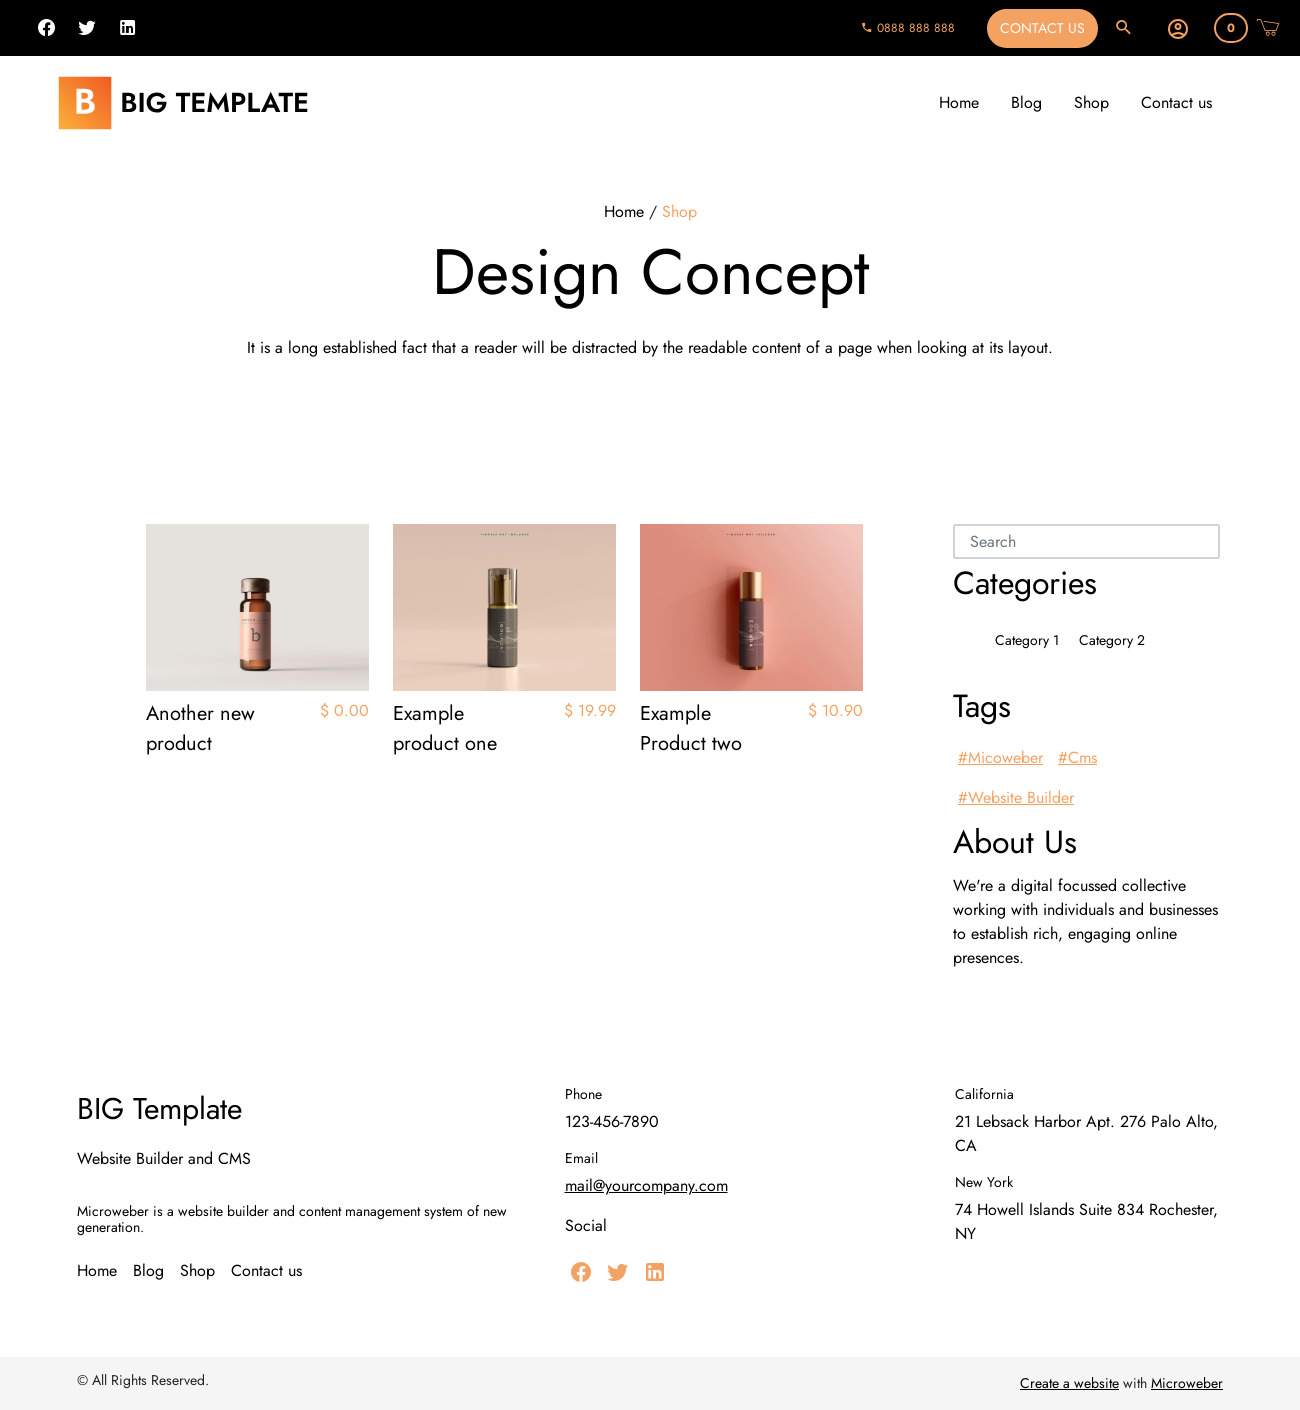 0888 888 888
CONTACT US
0
B BIG TEMPLATE
Home Blog Shop Contact us
Home / Shop
Design Concept
It is a long established fact that a reader will be distracted by the readable content of a page when looking at its layout.
Another new
product
$ 0.00
Example
product one
$ 19.99
Example
Product two
$ 10.90
Search
Categories
Category 1 Category 2
Tags
#Micoweber #Cms
#Website Builder
About Us
We're a digital focussed collective
working with individuals and businesses
to establish rich, engaging online
presences.
BIG Template
Website Builder and CMS
Microweber is a website builder and content management system of new
generation.
Home Blog Shop Contact us
Phone
123-456-7890
Email
mail@yourcompany.com
Social
California
21 Lebsack Harbor Apt. 276 Palo Alto,
CA
New York
74 Howell Islands Suite 834 Rochester,
NY
© All Rights Reserved.
Create a website with Microweber